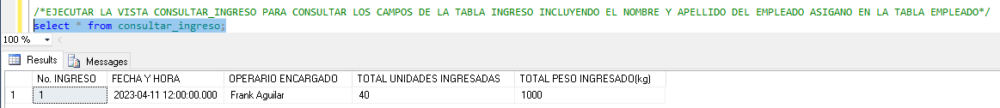 /*EJECUTAR LA VISTA CONSULTAR_INGRESO PARA CONSULTAR LOS CAMPOS DE LA TABLA INGRESO INCLUYENDO EL NOMBRE Y APELLIDO DEL EMPLEADO ASIGANO EN LA TABLA EMPLEADO*/
select * from consultar_ingreso;
100 %
Results Messages
No. INGRESO FECHA Y HORA OPERARIO ENCARGADO TOTAL UNIDADES INGRESADAS TOTAL PESO INGRESADO(kg)
1 1 2023-04-11 12:00:00.000 Frank Aguilar 40 1000